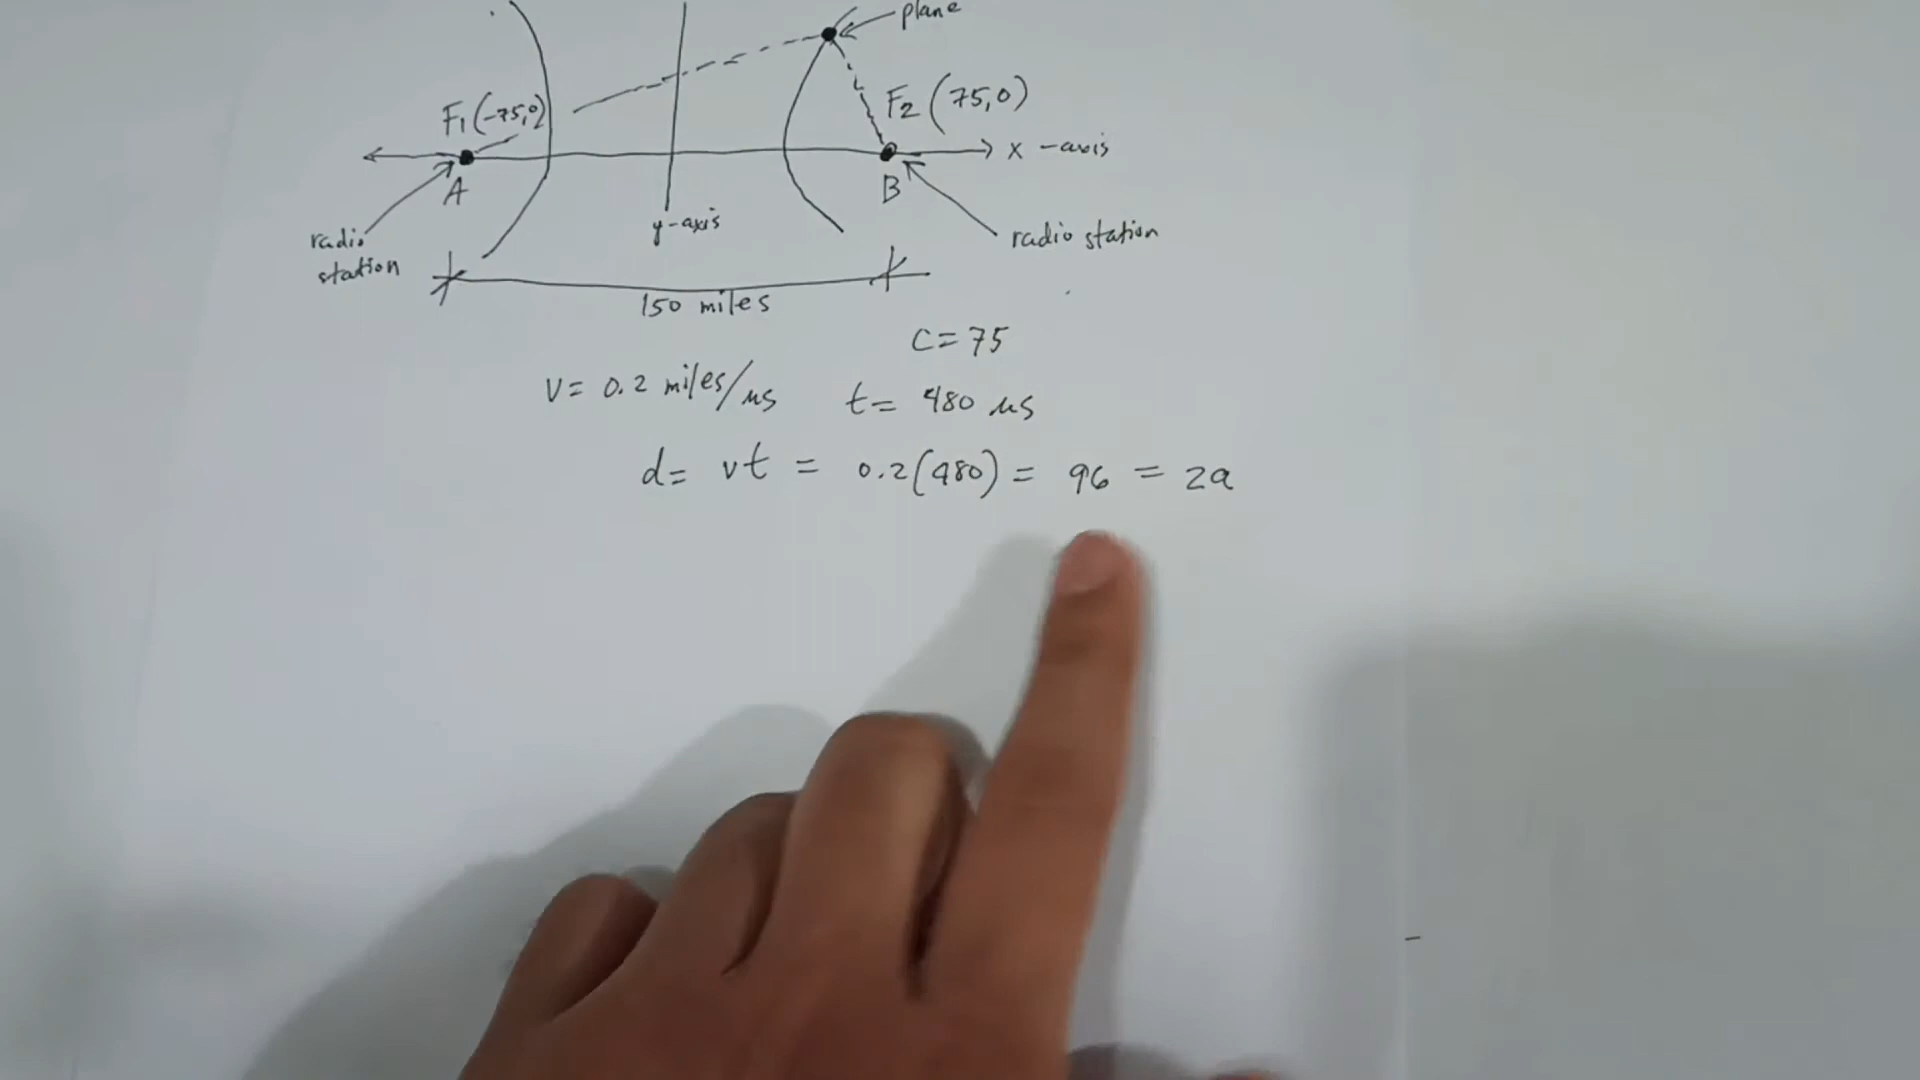 plane
F1(-75,0)
F2 (75,0)
x-axis
A
B
y-axis
radio station
radio station
150 miles
C=75
V= 0.2 miles/μs
t= 480 μs
d= vt = 0.2(480) = 96 = 2a